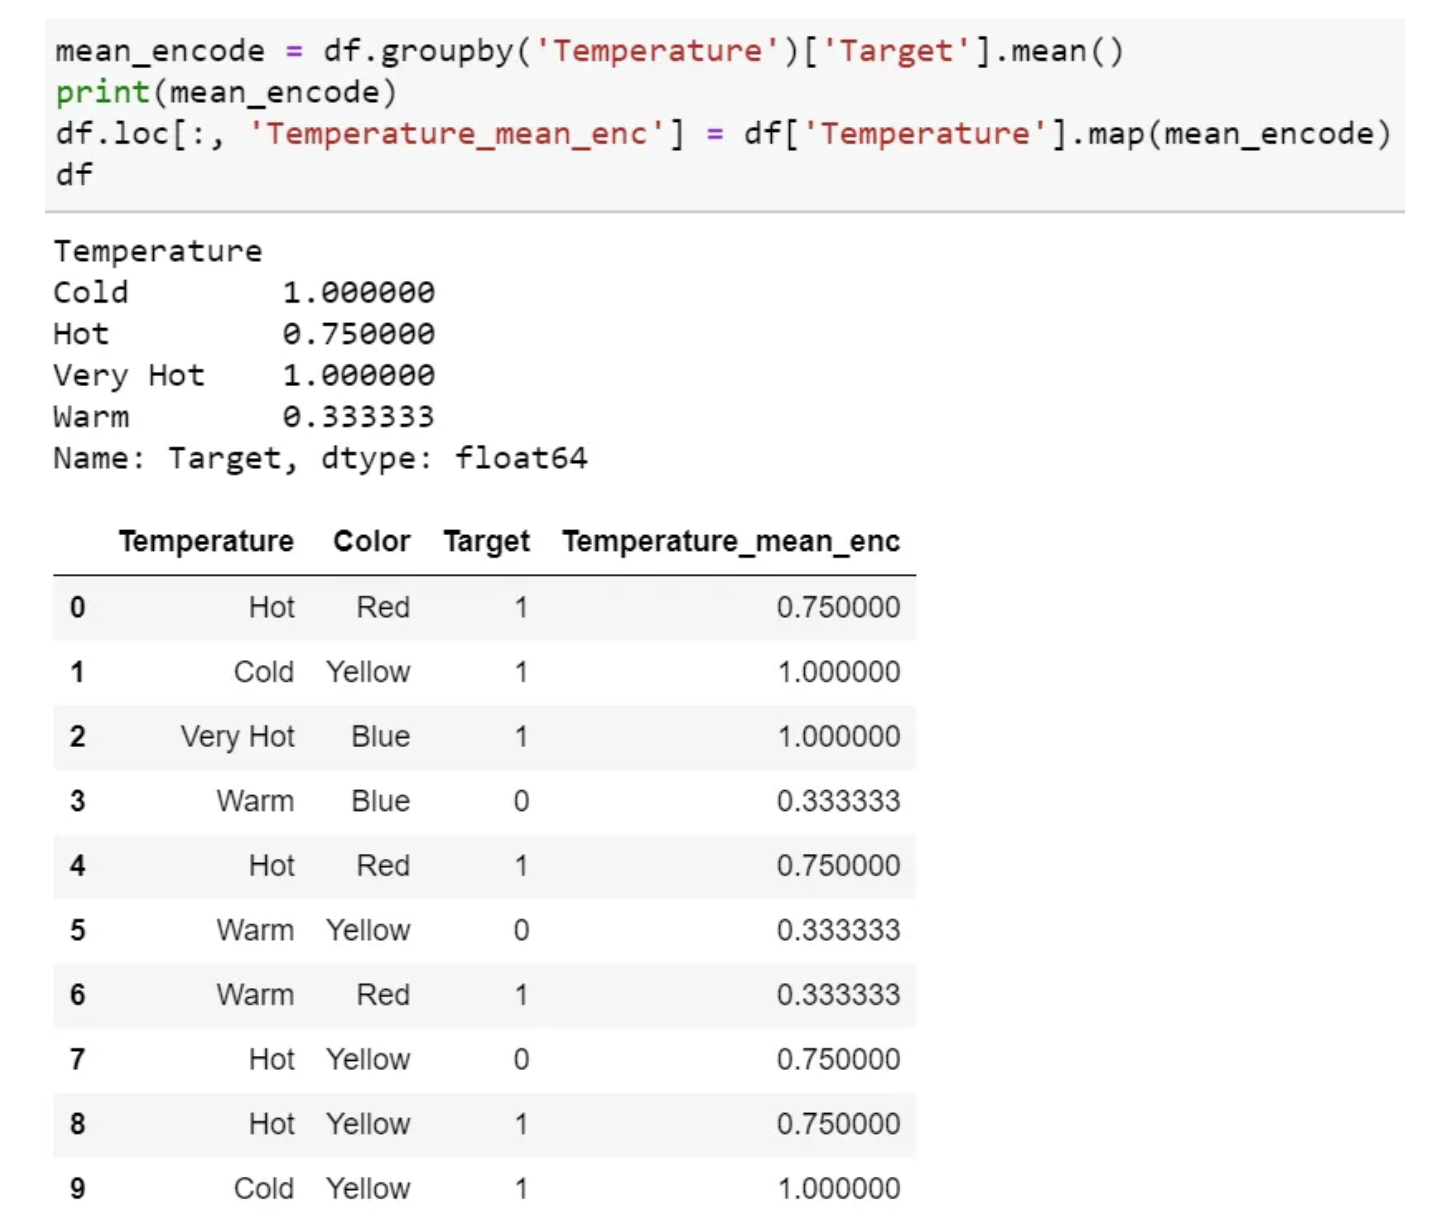 mean_encode = df.groupby('Temperature')['Target'].mean()
print(mean_encode)
df.loc[:, 'Temperature_mean_enc'] = df['Temperature'].map(mean_encode)
df
Temperature
Cold 1.000000
Hot 0.750000
Very Hot 1.000000
Warm 0.333333
Name: Target, dtype: float64
Temperature Color Target Temperature_mean_enc
0 Hot Red 1 0.750000
1 Cold Yellow 1 1.000000
2 Very Hot Blue 1 1.000000
3 Warm Blue 0 0.333333
4 Hot Red 1 0.750000
5 Warm Yellow 0 0.333333
6 Warm Red 1 0.333333
7 Hot Yellow 0 0.750000
8 Hot Yellow 1 0.750000
9 Cold Yellow 1 1.000000